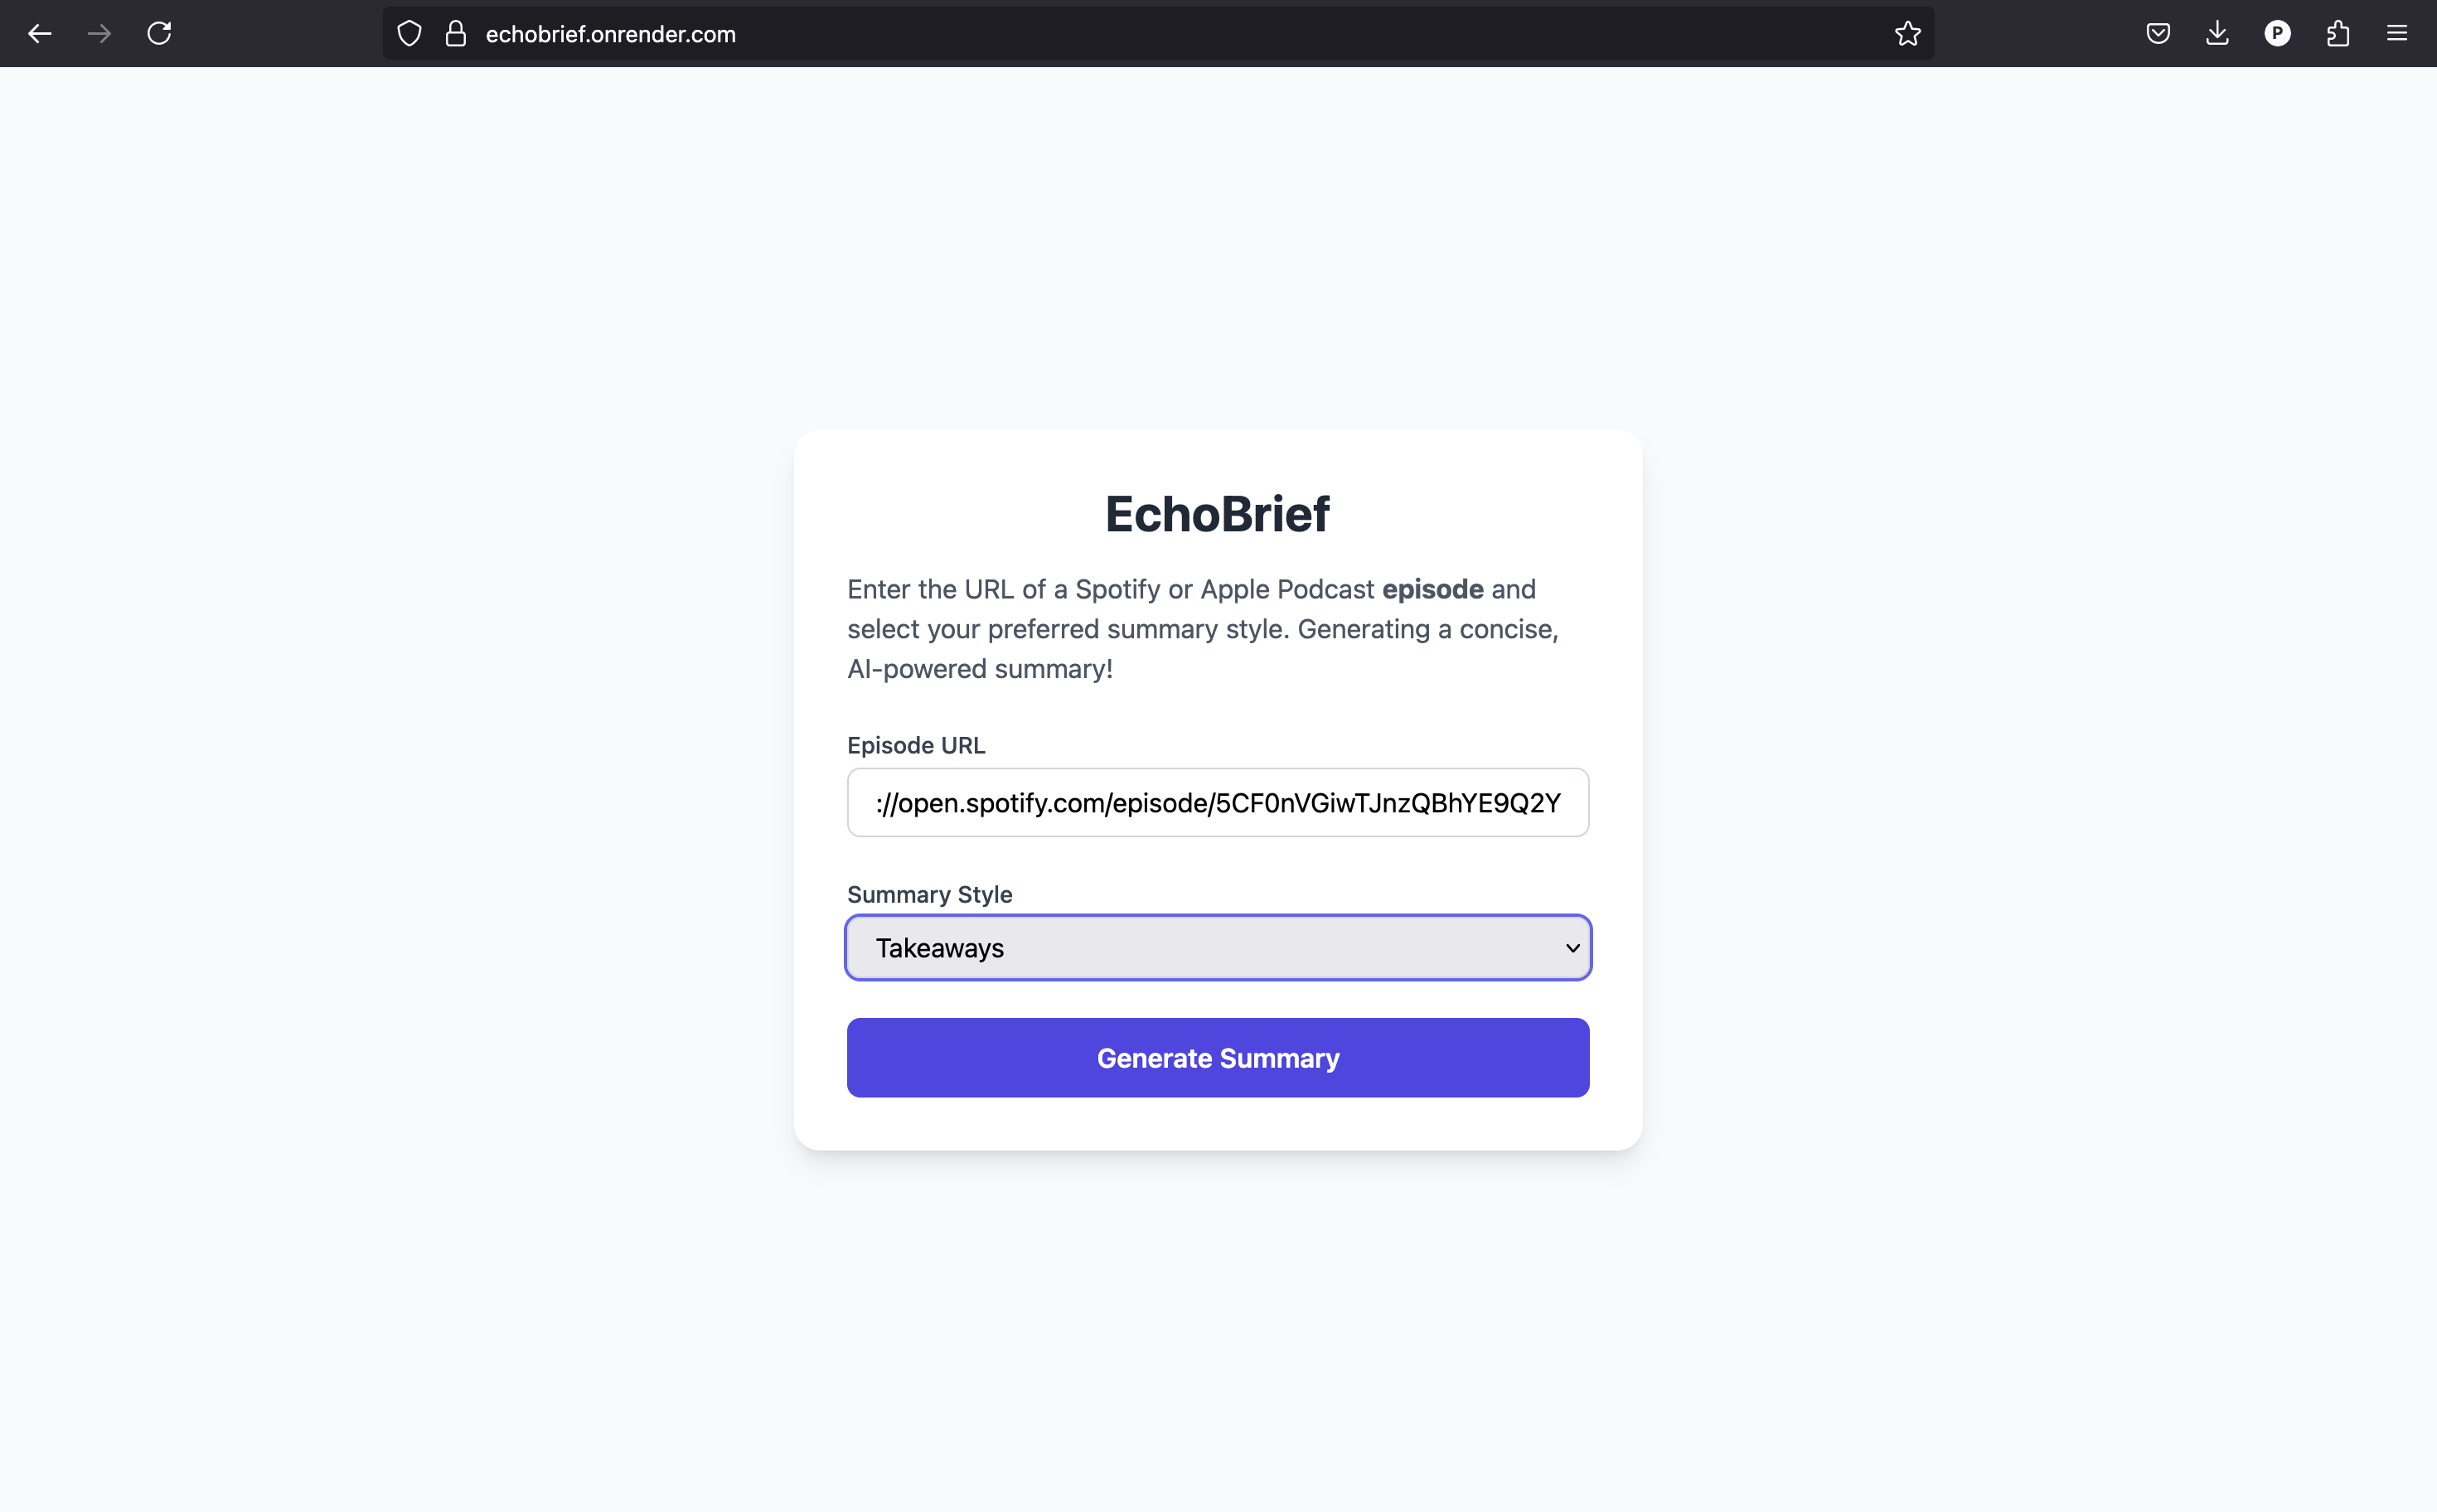 echobrief.onrender.com
P
EchoBrief
Enter the URL of a Spotify or Apple Podcast episode and
select your preferred summary style. Generating a concise,
AI-powered summary!
Episode URL
://open.spotify.com/episode/5CF0nVGiwTJnzQBhYE9Q2Y
Summary Style
Takeaways
Generate Summary